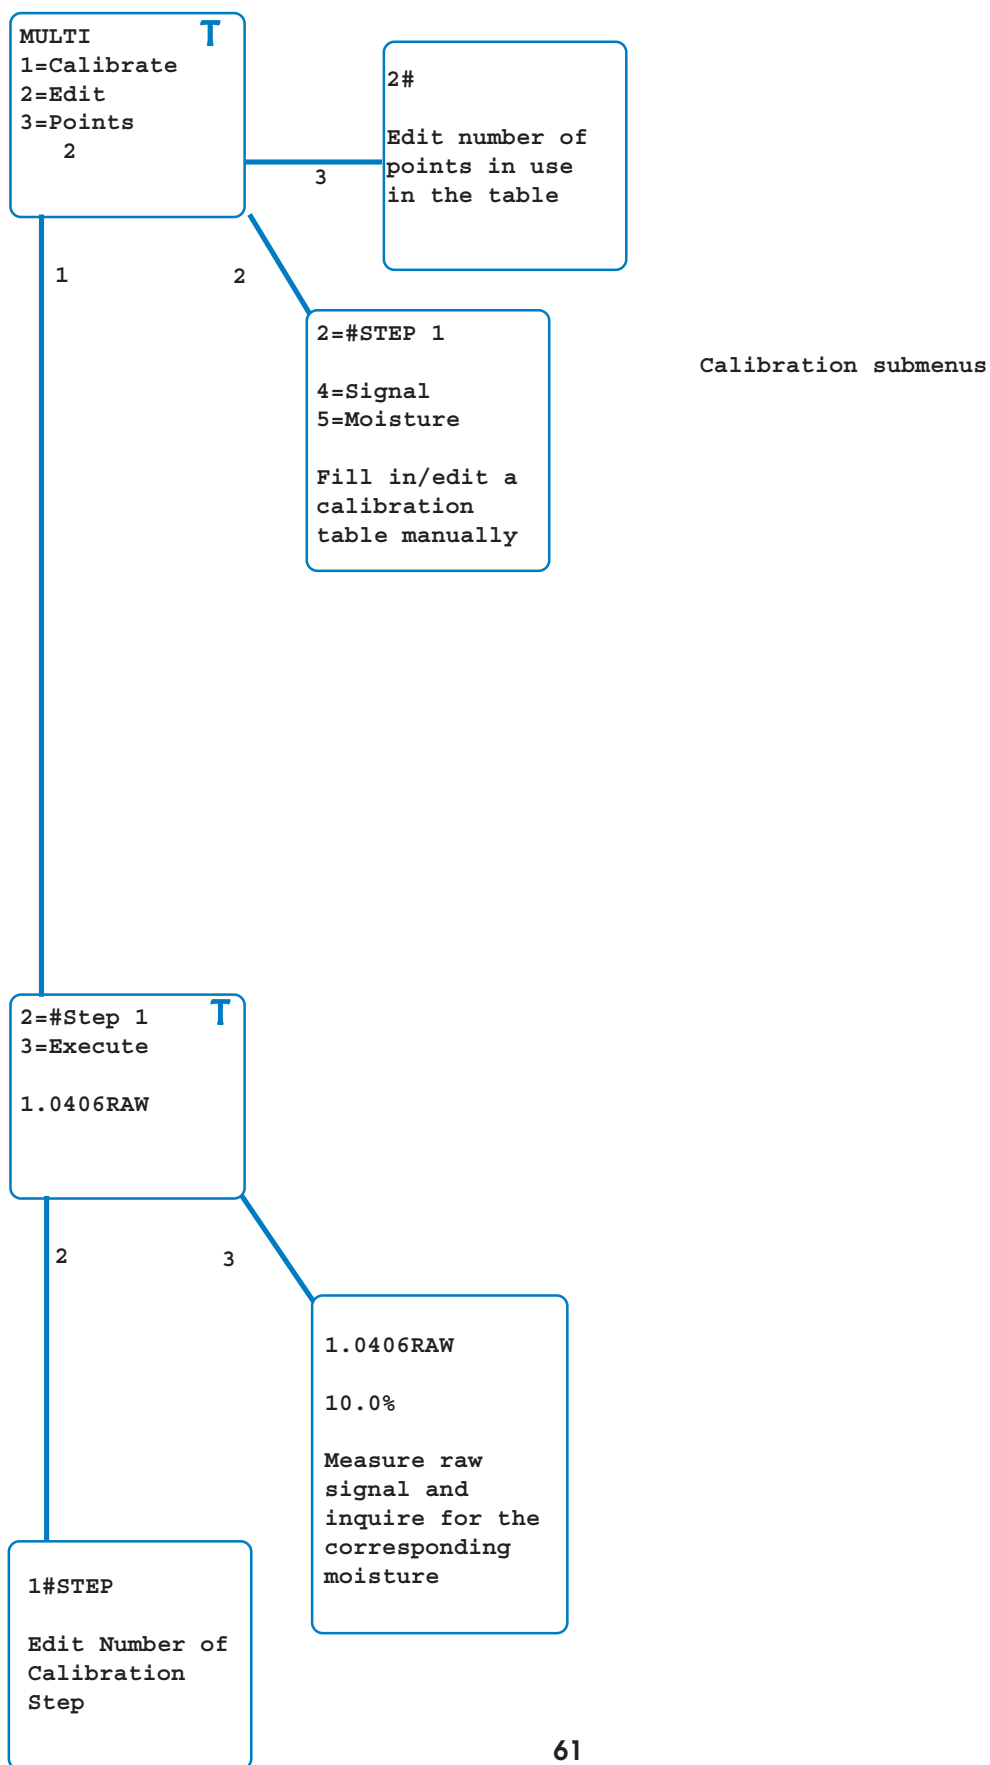 MULTI T
1=Calibrate
2=Edit
3=Points
2
3
2#
Edit number of
points in use
in the table
1
2
2=#STEP 1
4=Signal
5=Moisture
Fill in/edit a
calibration
table manually
Calibration submenus
2=#Step 1 T
3=Execute
1.0406RAW
2
3
1.0406RAW
10.0%
Measure raw
signal and
inquire for the
corresponding
moisture
1#STEP
Edit Number of
Calibration
Step
61